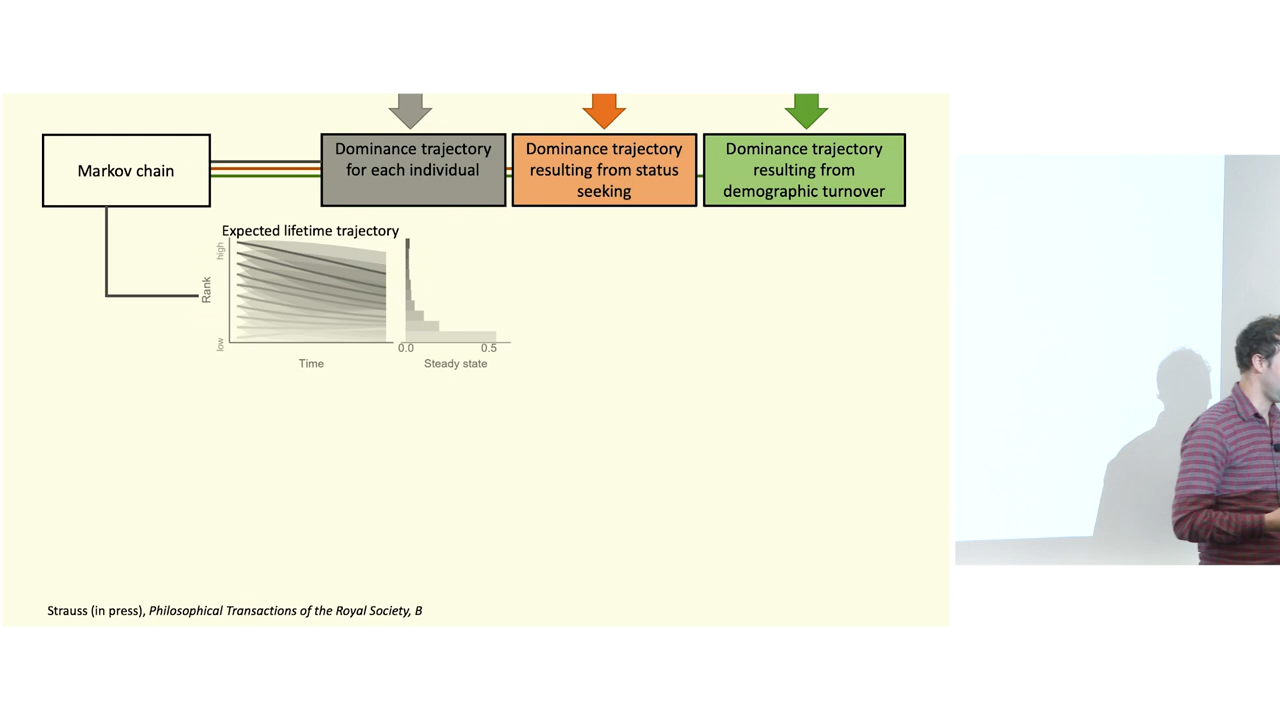 Markov chain
Dominance trajectory
for each individual
Dominance trajectory
resulting from status
seeking
Dominance trajectory
resulting from
demographic turnover
Expected lifetime trajectory
high
Rank
low
0.0
0.5
Time
Steady state
Strauss (in press), Philosophical Transactions of the Royal Society, B